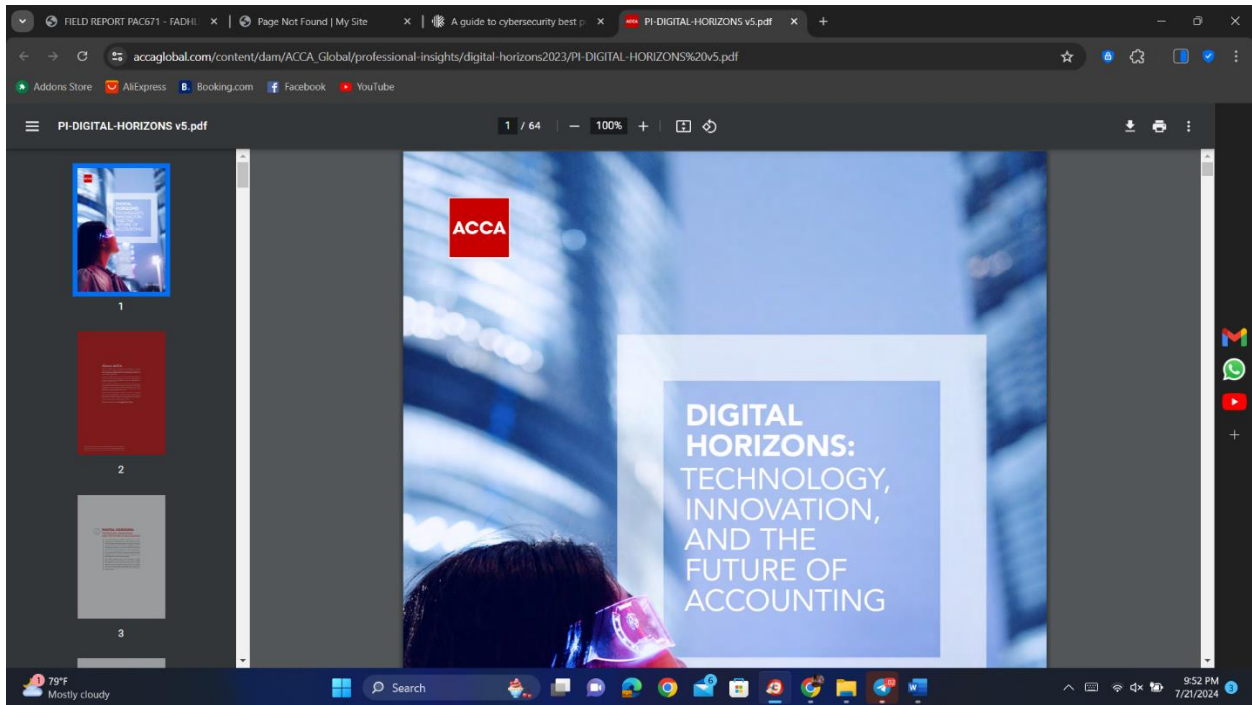 FIELD REPORT PAC671 - FADHL
Page Not Found | My Site
A guide to cybersecurity best p
PI-DIGITAL-HORIZONS v5.pdf
accaglobal.com/content/dam/ACCA_Global/professional-insights/digital-horizons2023/PI-DIGITAL-HORIZONS%20v5.pdf
Addons Store AliExpress Booking.com Facebook YouTube
PI-DIGITAL-HORIZONS v5.pdf 1 / 64 100%
1
2
3
ACCA
DIGITAL
HORIZONS:
TECHNOLOGY,
INNOVATION,
AND THE
FUTURE OF
ACCOUNTING
79°F
Mostly cloudy
Search
9:52 PM
7/21/2024